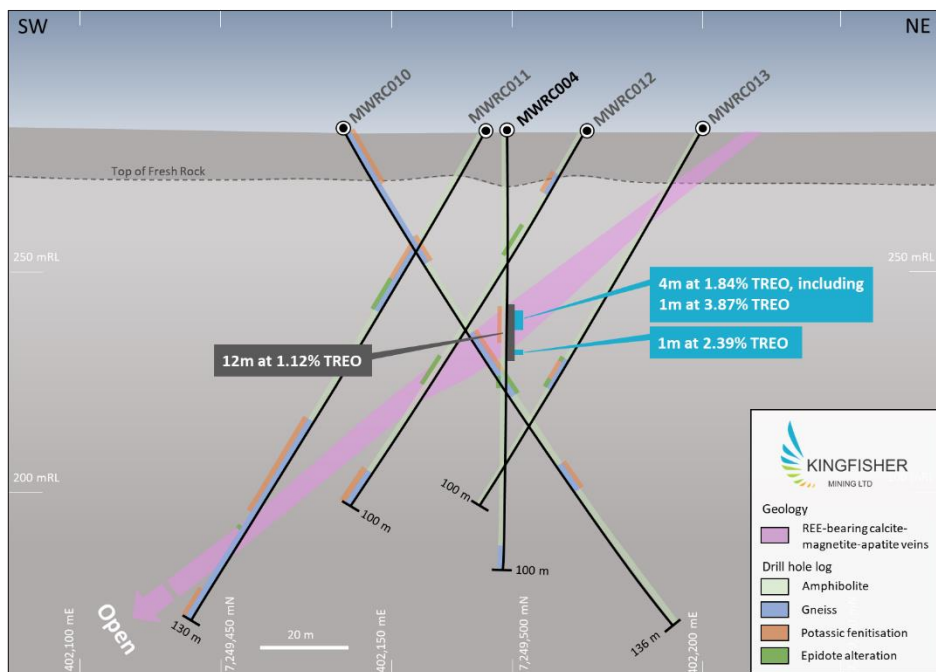 SW
NE
MWRC010
MWRC011
MWRC004
MWRC012
MWRC013
Top of Fresh Rock
250 mRL
250 mRL
4m at 1.84% TREO, including
1m at 3.87% TREO
12m at 1.12% TREO
1m at 2.39% TREO
200 mRL
100 m
100 m
100 m
130 m
136 m
Open
20 m
402,100 mE
7,249,450 mN
402,150 mE
7,249,500 mN
402,200 mE
KINGFISHER
MINING LTD
Geology
REE-bearing calcite-
magnetite-apatite veins
Drill hole log
Amphibolite
Gneiss
Potassic fenitisation
Epidote alteration